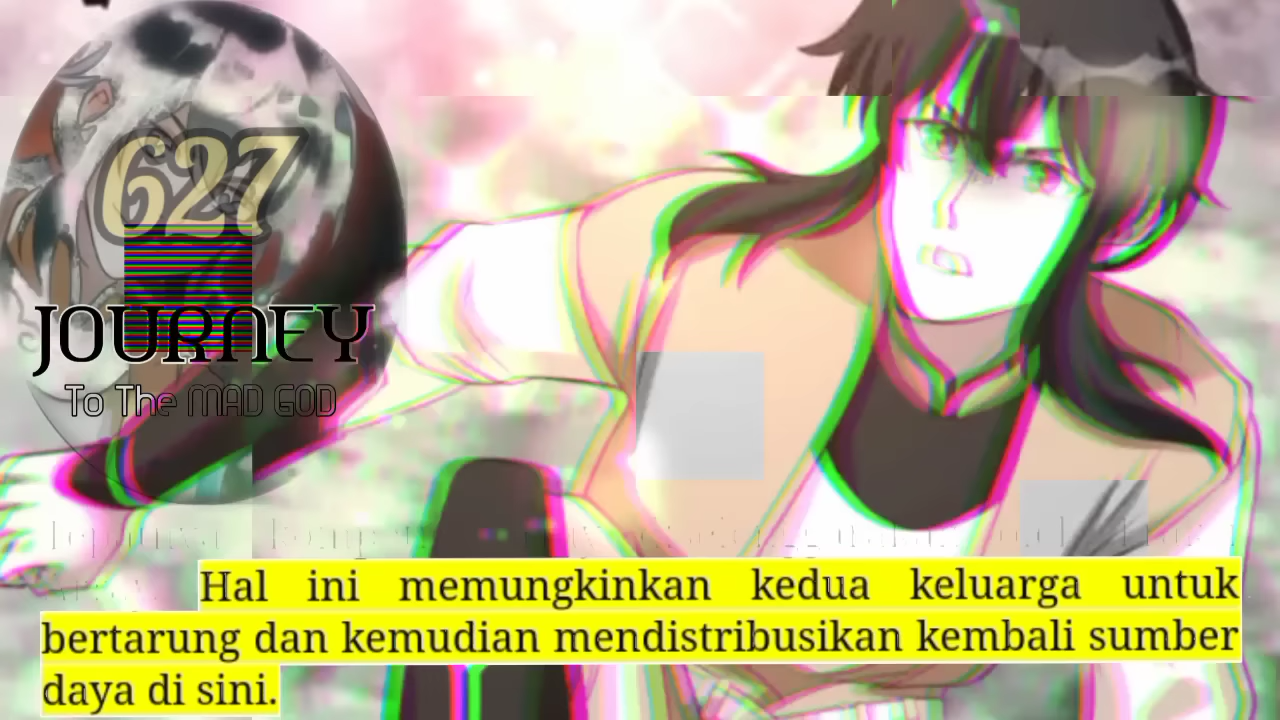 627
JOURNEY
To The MAD GOD
Hal ini memungkinkan kedua keluarga untuk
bertarung dan kemudian mendistribusikan kembali sumber
daya di sini.